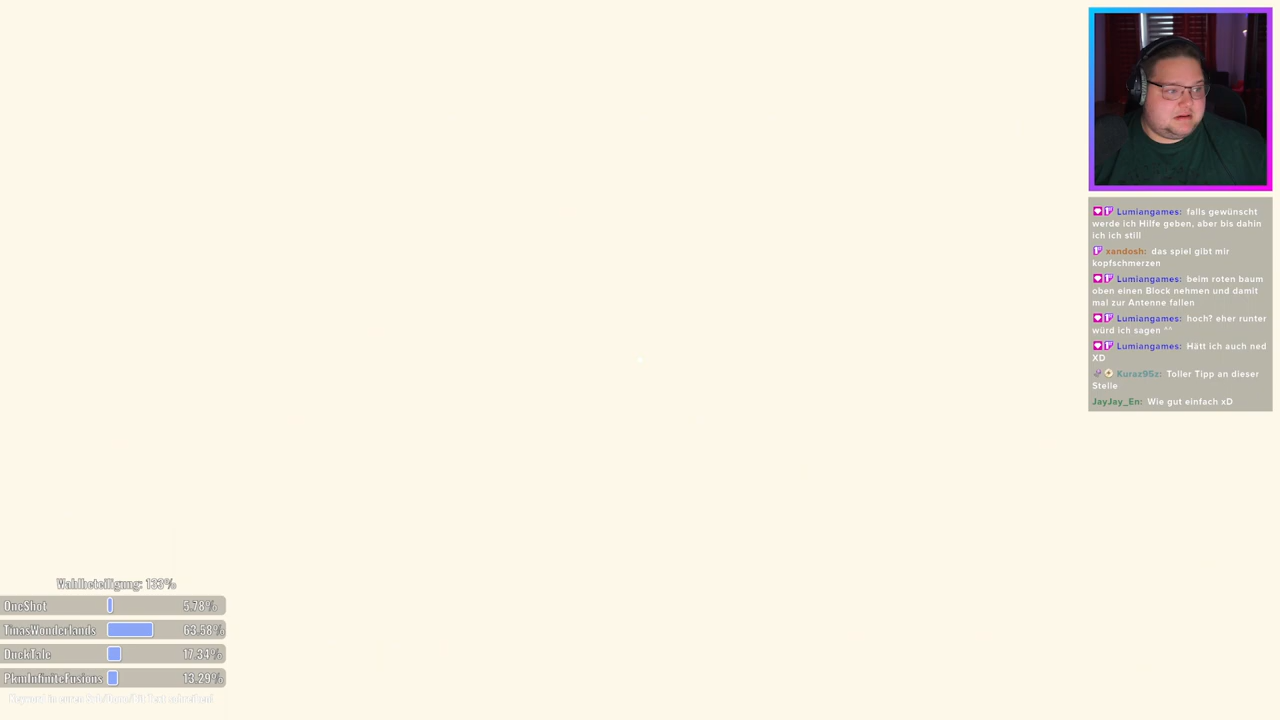 Lumiangames: falls gewünscht
werde ich Hilfe geben, aber bis dahin
ich ich still
xandosh: das spiel gibt mir
kopfschmerzen
Lumiangames: beim roten baum
oben einen Block nehmen und damit
mal zur Antenne fallen
Lumiangames: hoch? eher runter
würd ich sagen ^^
Lumiangames: Hätt ich auch ned
XD
Kuraz95z: Toller Tipp an dieser
Stelle
JayJay_En: Wie gut einfach xD
Wahlbeteiligung: 133%
OneShot 5.78%
TinasWonderlands 63.58%
DuckTale 17.34%
PkmInfiniteFusions 13.29%